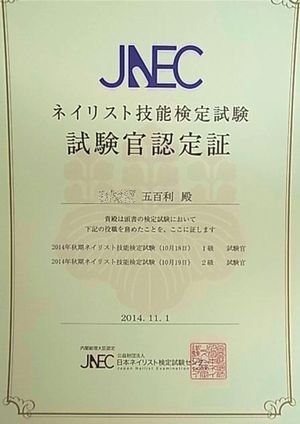 JNEC
ネイリスト技能検定試験
試験官認定証
五百利 殿
貴殿は頭書の検定試験において
下記の役職を務めたことを、ここに証します
2014年秋期ネイリスト技能検定試験（10月18日） 1級 試験官
2014年秋期ネイリスト技能検定試験（10月19日） 2級 試験官
2014.11.1
内閣総理大臣認定
JNEC 公益財団法人
日本ネイリスト検定試験センター
Japan Nailist Examination